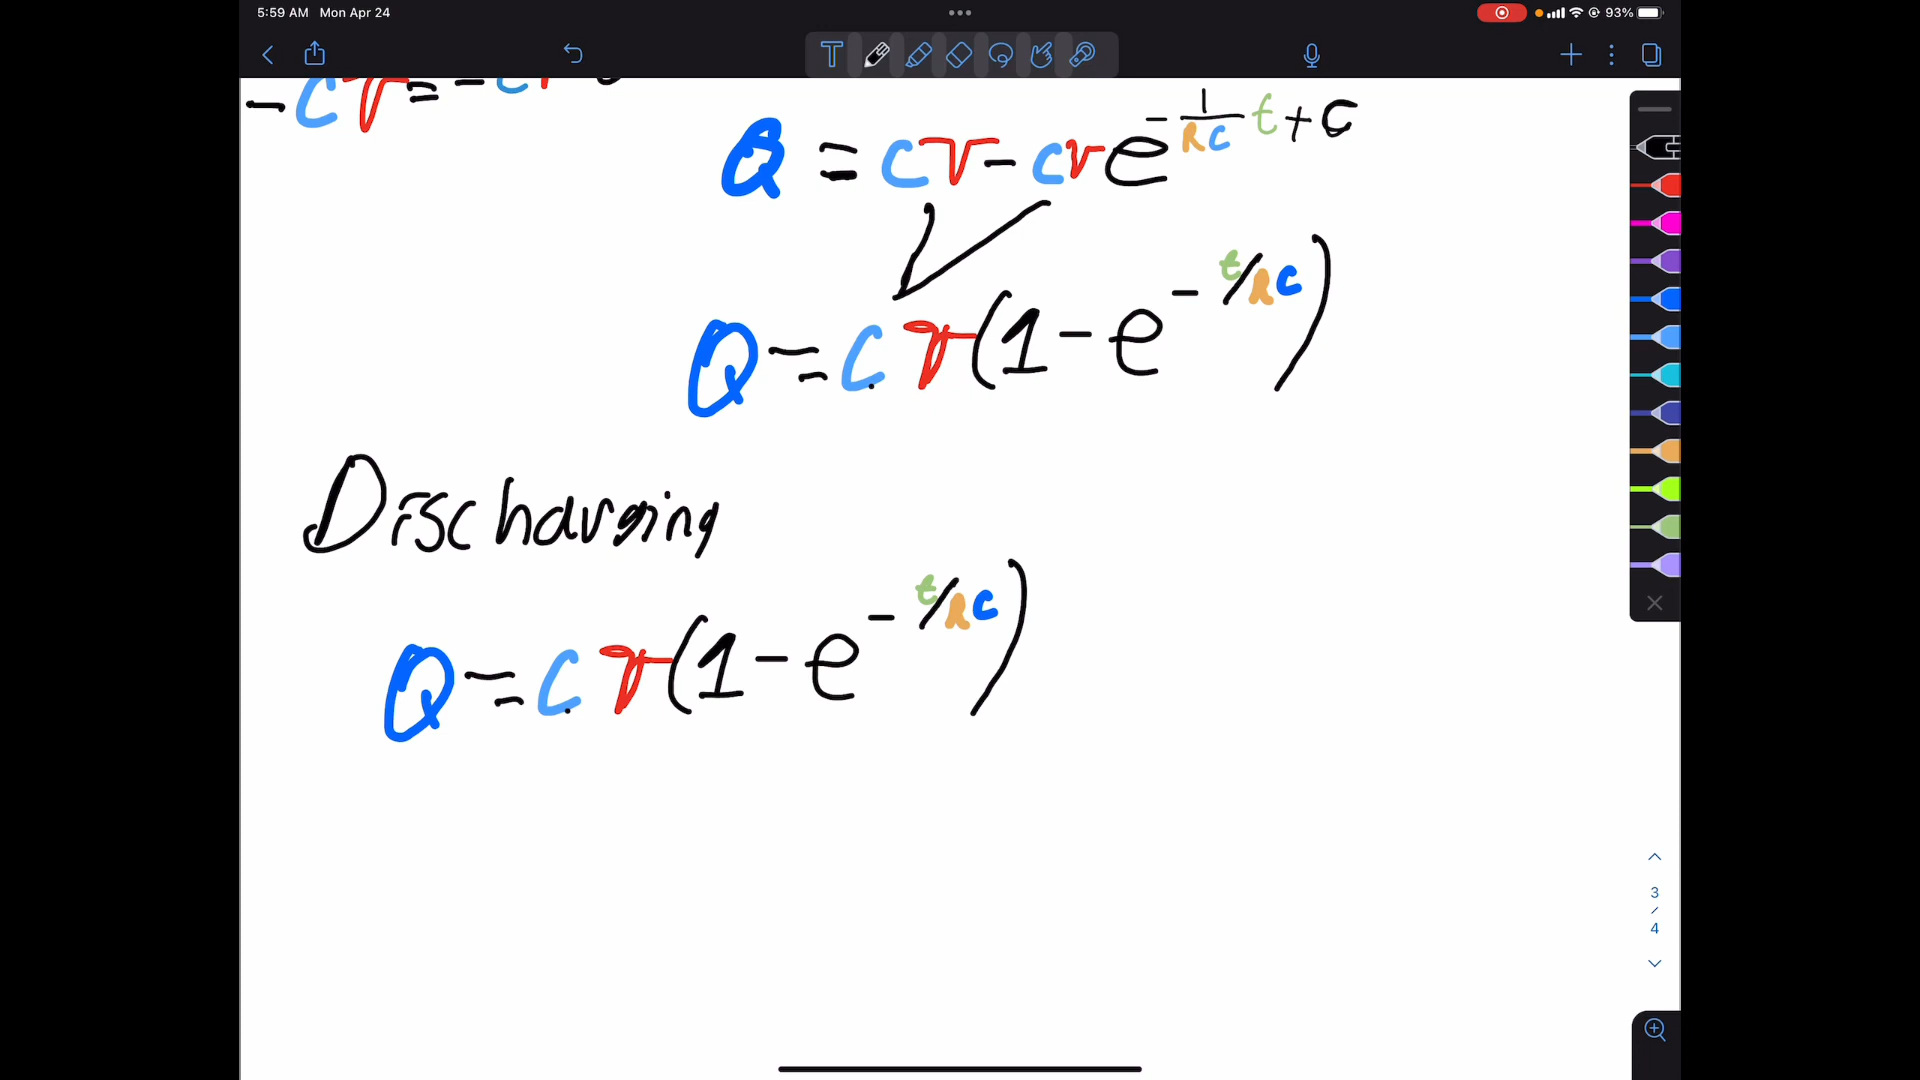 5:59 AM Mon Apr 24
93%
T
-CV=-C
Q = CV-CVe^-1/RC t+C
Q=CV(1-e^-t/RC)
Discharging
Q=CV(1-e^-t/RC)
3
/
4